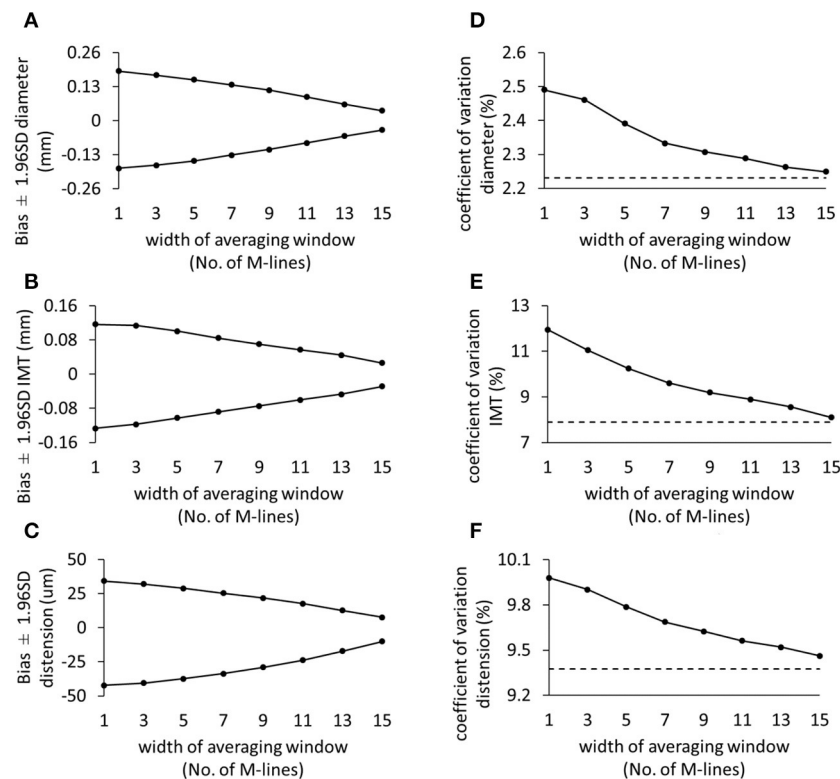 A
Bias ± 1.96SD diameter
(mm)
0.26
0.13
0
-0.13
-0.26
1 3 5 7 9 11 13 15
width of averaging window
(No. of M-lines)
B
Bias ± 1.96SD IMT (mm)
0.16
0.08
0
-0.08
-0.16
1 3 5 7 9 11 13 15
width of averaging window
(No. of M-lines)
C
Bias ± 1.96SD
distension (um)
50
25
0
-25
-50
1 3 5 7 9 11 13 15
width of averaging window
(No. of M-lines)
D
coefficient of variation
diameter (%)
2.6
2.5
2.4
2.3
2.2
1 3 5 7 9 11 13 15
width of averaging window
(No. of M-lines)
E
coefficient of variation
IMT (%)
13
11
9
7
1 3 5 7 9 11 13 15
width of averaging window
(No. of M-lines)
F
coefficient of variation
distension (%)
10.1
9.8
9.5
9.2
1 3 5 7 9 11 13 15
width of averaging window
(No. of M-lines)